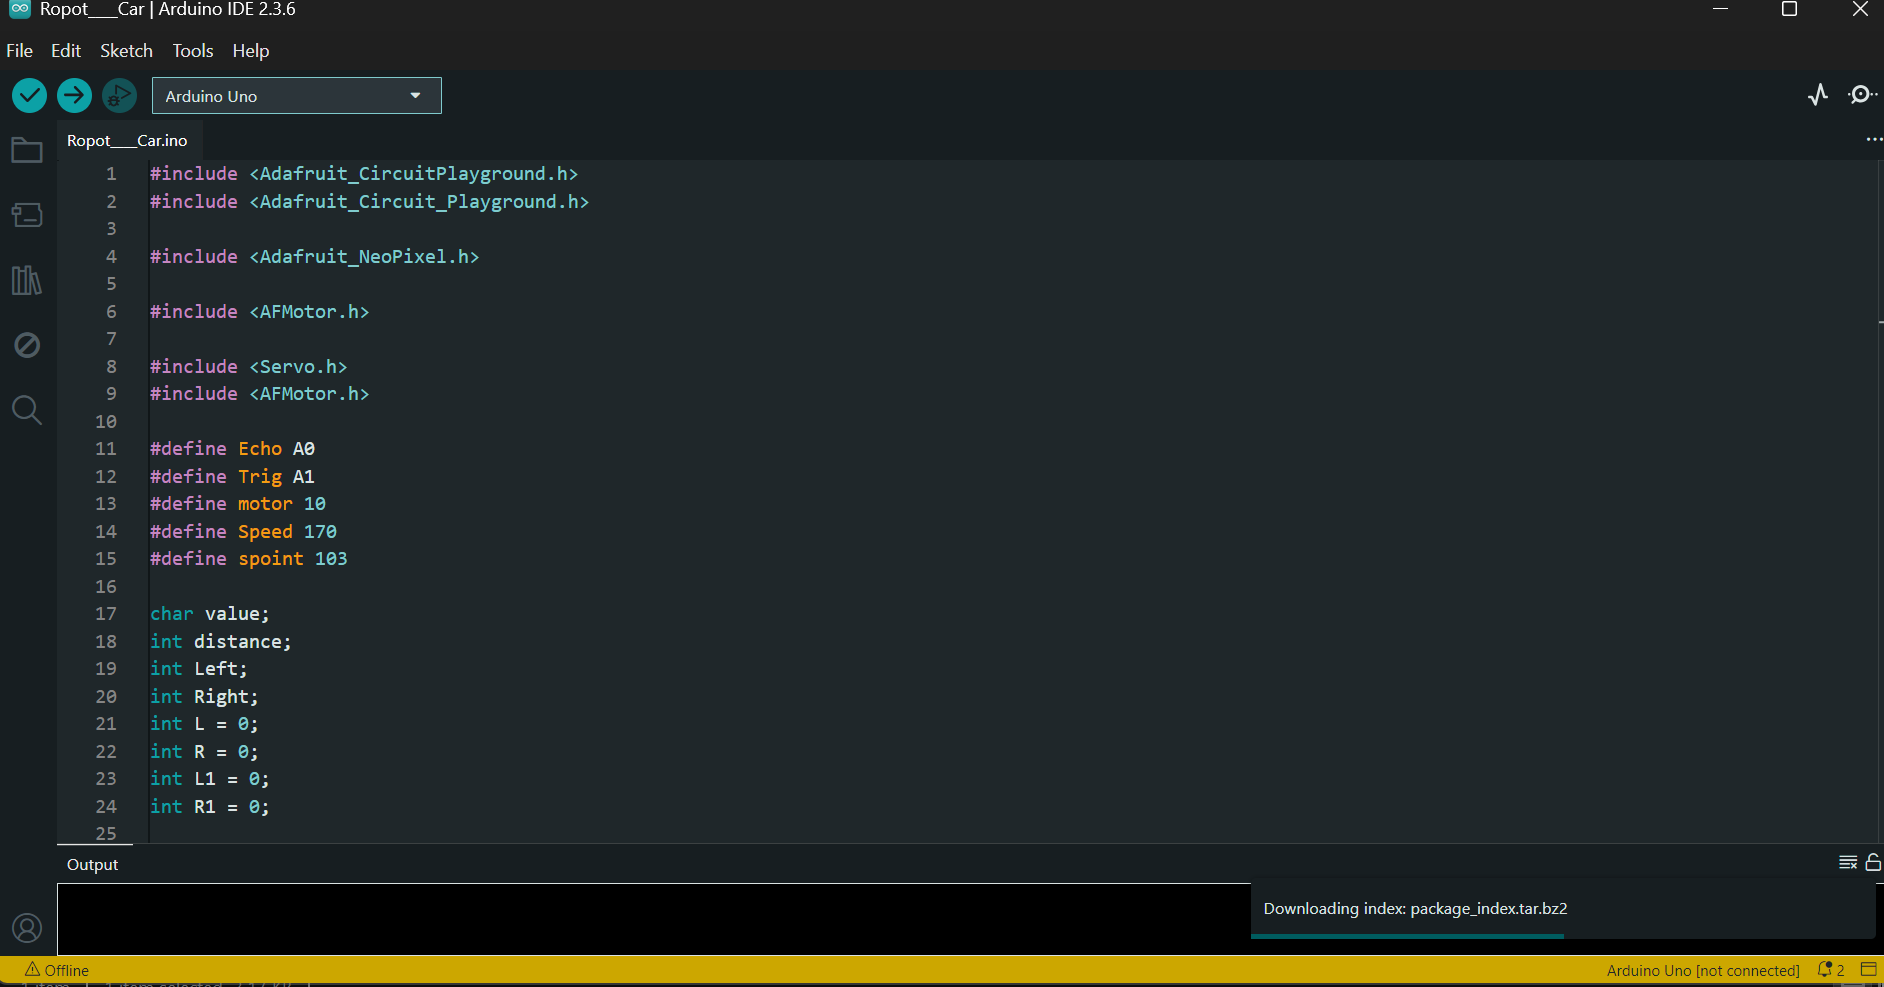 Ropot___Car | Arduino IDE 2.3.6
File Edit Sketch Tools Help
Arduino Uno
Ropot___Car.ino
1 #include <Adafruit_CircuitPlayground.h>
2 #include <Adafruit_Circuit_Playground.h>
3
4 #include <Adafruit_NeoPixel.h>
5
6 #include <AFMotor.h>
7
8 #include <Servo.h>
9 #include <AFMotor.h>
10
11 #define Echo A0
12 #define Trig A1
13 #define motor 10
14 #define Speed 170
15 #define spoint 103
16
17 char value;
18 int distance;
19 int Left;
20 int Right;
21 int L = 0;
22 int R = 0;
23 int L1 = 0;
24 int R1 = 0;
25
Output
Downloading index: package_index.tar.bz2
Offline
Arduino Uno [not connected] 2